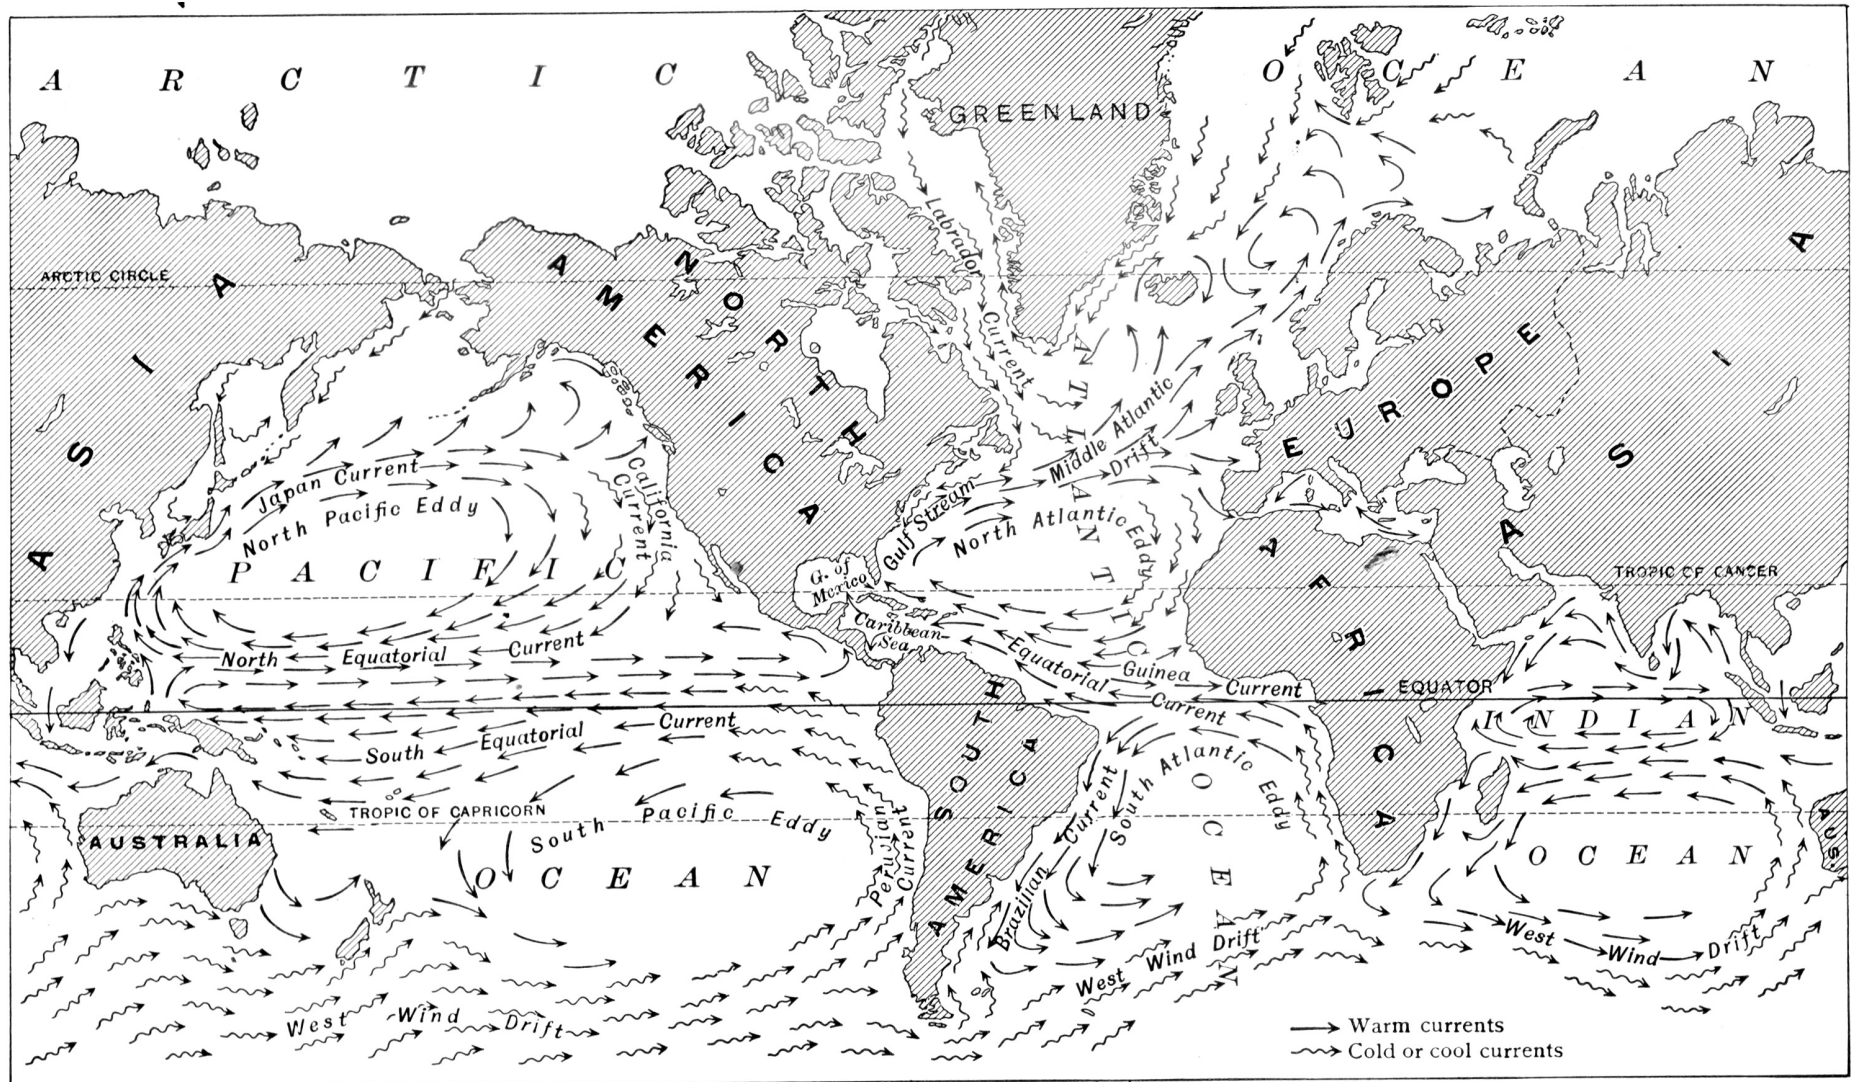 ARCTIC OCEAN
GREENLAND
ARCTIC CIRCLE
ASIA
NORTH
AMERICA
EUROPE
ASIA
Labrador
Current
ATLANTIC OCEAN
Middle Atlantic
Drift
Japan Current
North Pacific Eddy
California
Current
Gulf Stream
North Atlantic Eddy
PACIFIC
G. of
Mexico
Caribbean
Sea
TROPIC OF CANCER
AFRICA
North Equatorial Current
Equatorial
Current
Guinea
Current
EQUATOR
INDIAN
South Equatorial Current
SOUTH
AMERICA
South Atlantic Eddy
TROPIC OF CAPRICORN
South Pacific Eddy
AUSTRALIA
AUS.
OCEAN
Peruvian
Current
Brazilian Current
OCEAN
West Wind Drift
West Wind Drift
West Wind Drift
Warm currents
Cold or cool currents